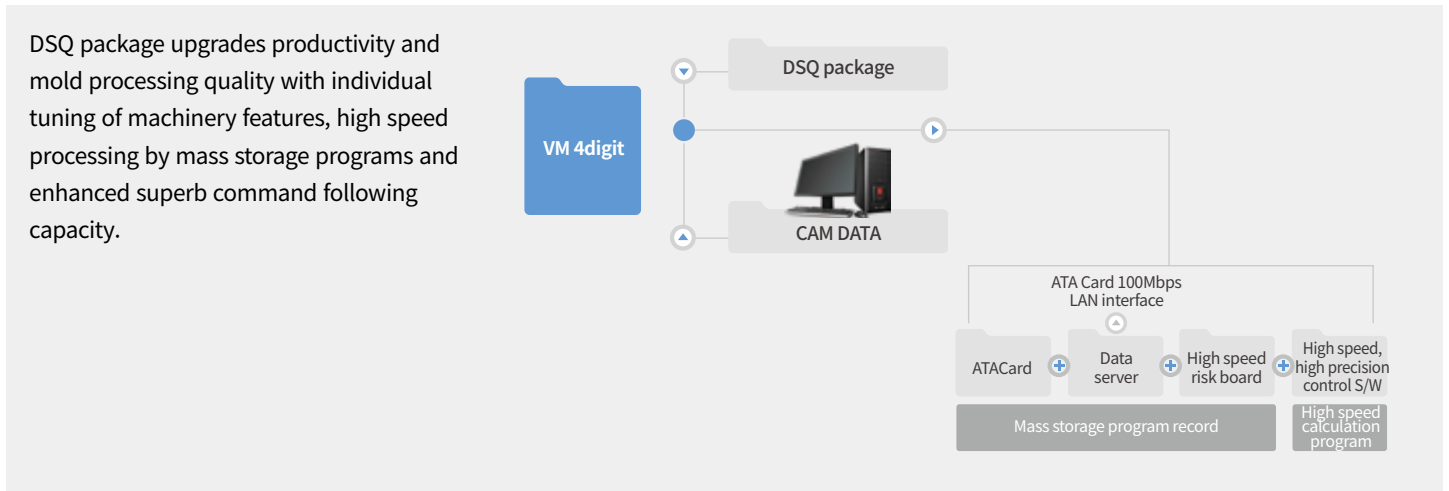 DSQ package upgrades productivity and
mold processing quality with individual
tuning of machinery features, high speed
processing by mass storage programs and
enhanced superb command following
capacity.
VM 4digit
DSQ package
CAM DATA
ATA Card 100Mbps
LAN interface
ATACard
Data
server
High speed
risk board
High speed,
high precision
control S/W
Mass storage program record
High speed
calculation
program